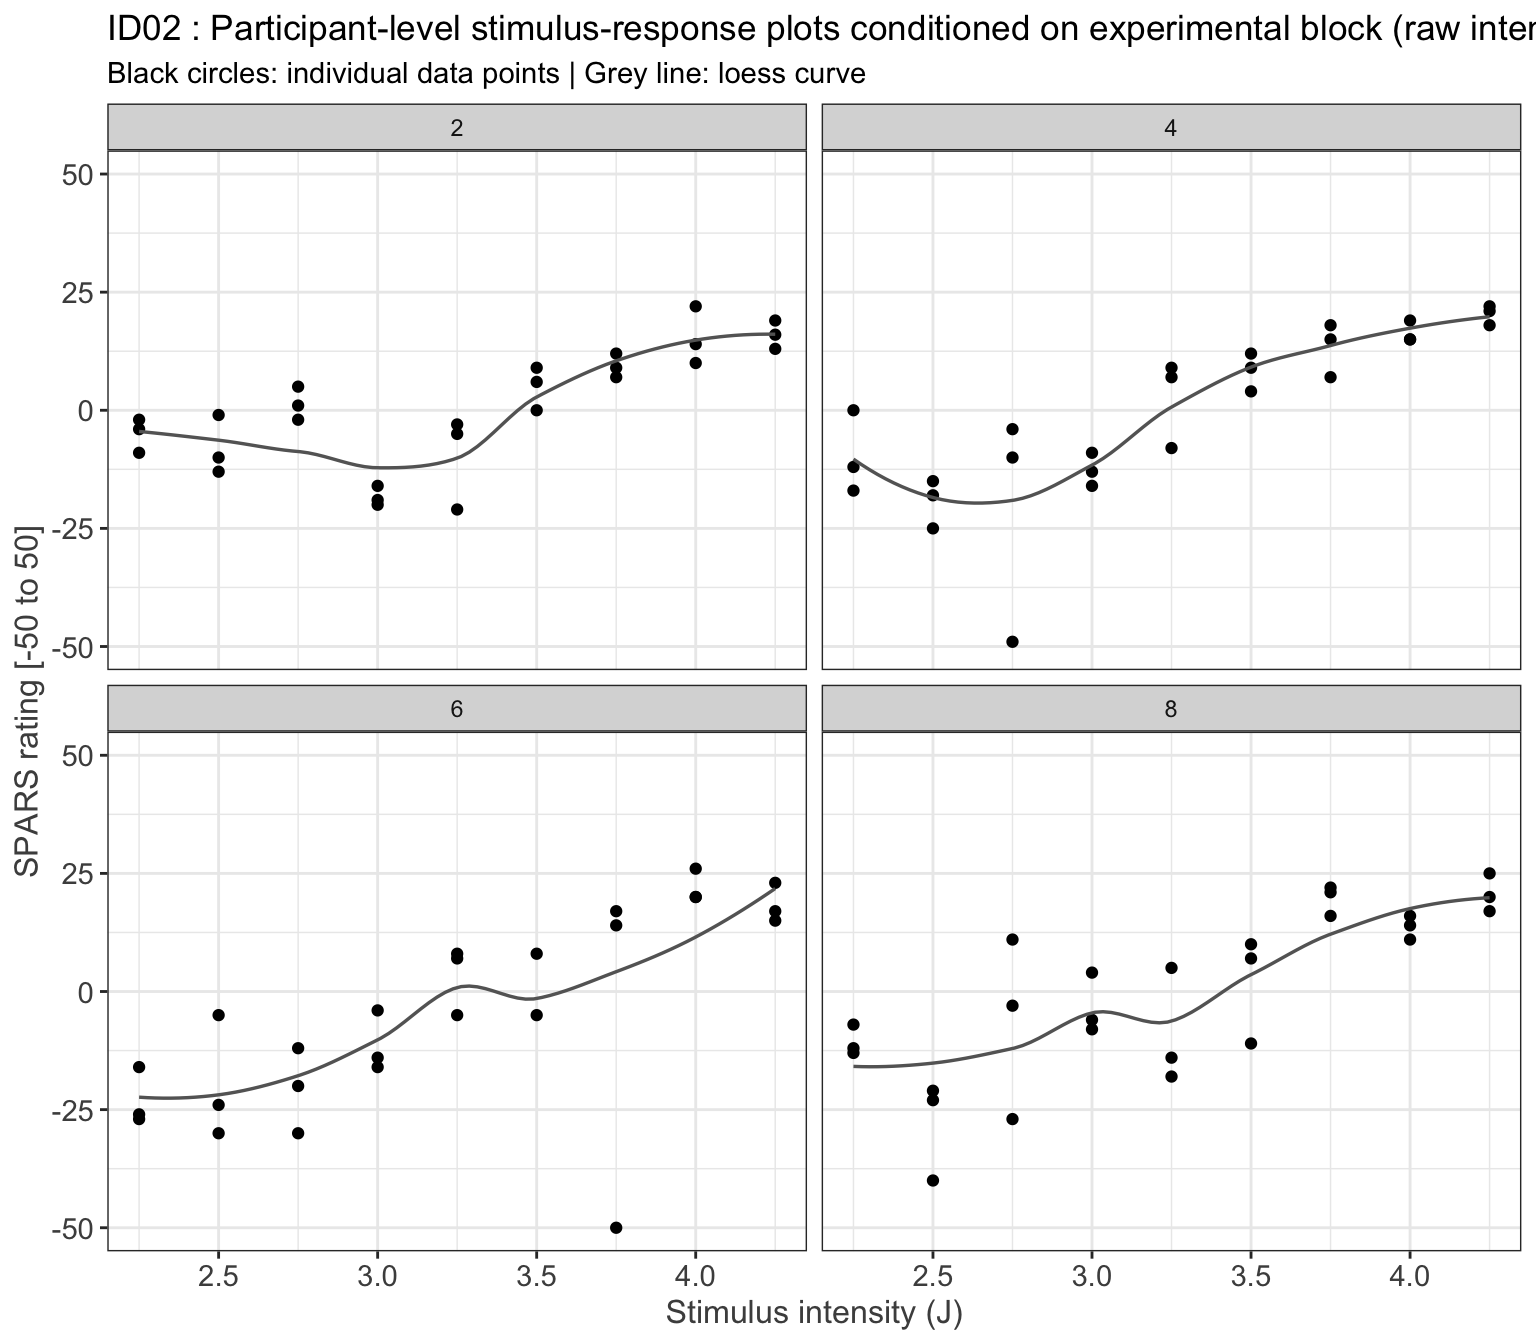 ID02 : Participant-level stimulus-response plots conditioned on experimental block (raw inter
Black circles: individual data points | Grey line: loess curve
2
4
50
25
0
-25
-50
6
8
50
25
0
-25
-50
SPARS rating [-50 to 50]
2.5 3.0 3.5 4.0
2.5 3.0 3.5 4.0
Stimulus intensity (J)